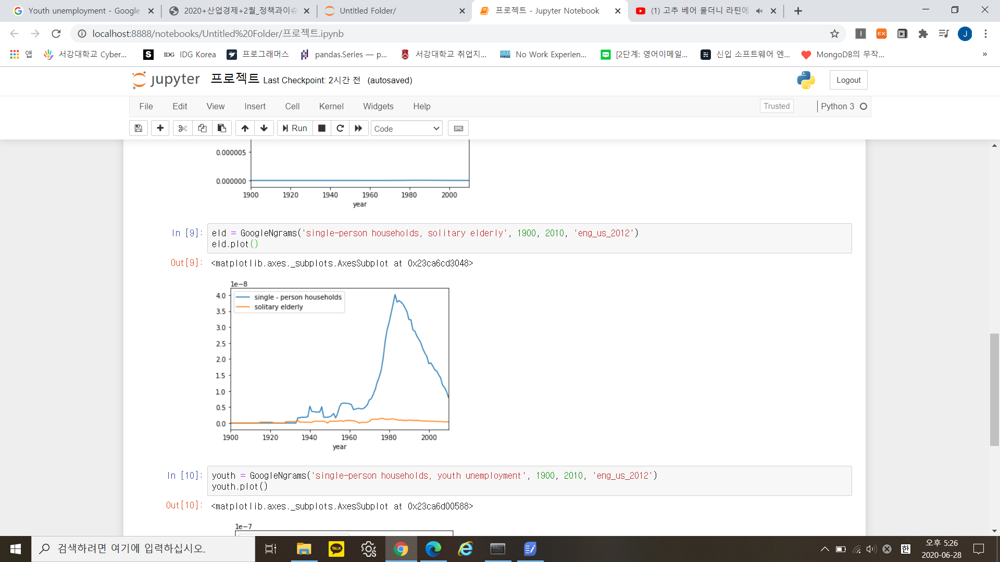 Youth unemployment - Google
2020+산업경제+2월_정책과이슈
Untitled Folder/
프로젝트 - Jupyter Notebook
(1) 고추 베어 물더니 라틴어
localhost:8888/notebooks/Untitled%20Folder/프로젝트.ipynb
J
앱
서강대학교 Cyber...
S
IDG IDG Korea
프로그래머스
pandas.Series — p...
서강대학교 취업지...
No Work Experien...
[2단계: 영어이메일...
신입 소프트웨어 엔...
MongoDB의 무작...
»
jupyter 프로젝트 Last Checkpoint: 2시간 전 (autosaved)
Logout
File Edit View Insert Cell Kernel Widgets Help
Trusted
Python 3
Run
Code
0.000005
0.000000
1900 1920 1940 1960 1980 2000
year
In [9]: eld = GoogleNgrams('single-person households, solitary elderly', 1900, 2010, 'eng_us_2012')
eld.plot()
Out[9]: <matplotlib.axes._subplots.AxesSubplot at 0x23ca6cd3048>
1e−8
single - person households
solitary elderly
4.0
3.5
3.0
2.5
2.0
1.5
1.0
0.5
0.0
1900 1920 1940 1960 1980 2000
year
In [10]: youth = GoogleNgrams('single-person households, youth unemployment', 1900, 2010, 'eng_us_2012')
youth.plot()
Out[10]: <matplotlib.axes._subplots.AxesSubplot at 0x23ca6d00588>
1e−7
검색하려면 여기에 입력하십시오.
TALK
한
오후 5:26
2020-06-28